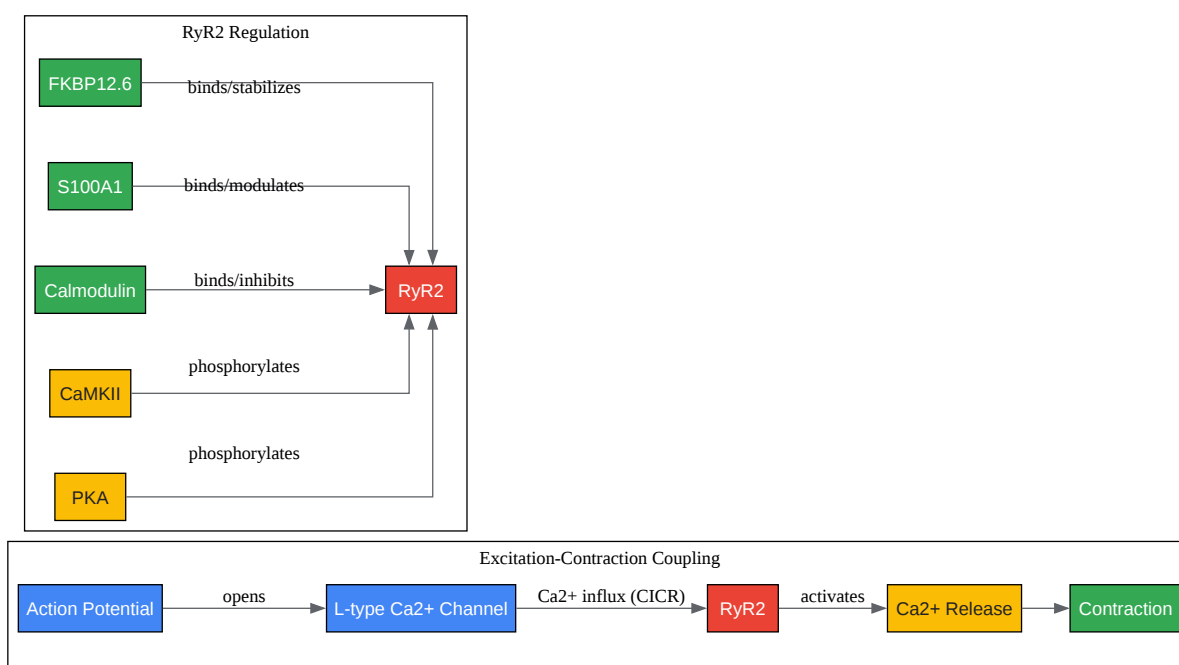 RyR2 Regulation
FKBP12.6
binds/stabilizes
S100A1
binds/modulates
Calmodulin
binds/inhibits
RyR2
phosphorylates
CaMKII
phosphorylates
PKA
Excitation-Contraction Coupling
Action Potential
opens
L-type Ca2+ Channel
Ca2+ influx (CICR)
RyR2
activates
Ca2+ Release
Contraction